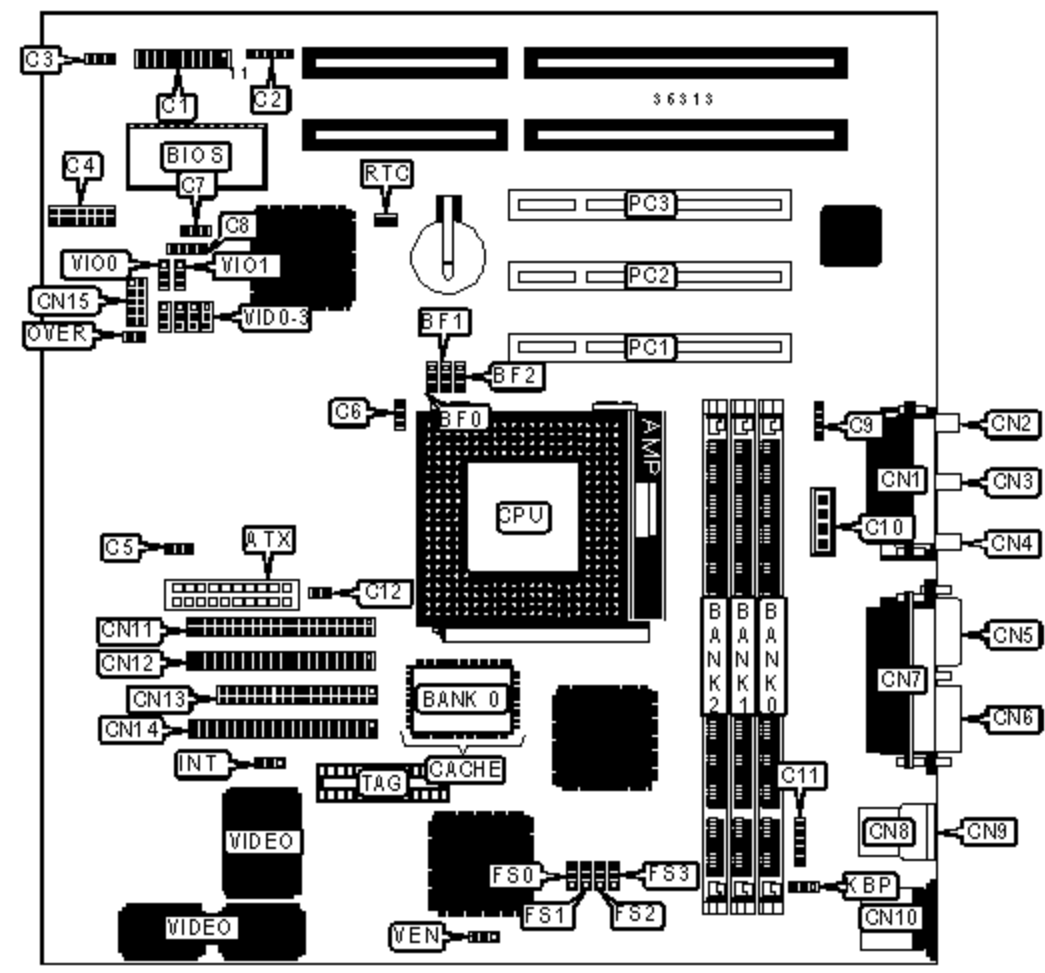 C3
C1
11
C2
36313
BIOS
C4
C7
RTC
PC3
C8
VIO0
VIO1
PC2
CN15
VID0-3
OVER
BF1
PC1
BF2
C6
BF0
AMP
C9
CN2
CN1
CN3
CPU
C10
CN4
C5
ATX
C12
CN11
BANK2
BANK1
BANK0
CN5
CN12
CN7
CN13
BANK 0
CN14
CN6
INT
CACHE
TAG
C11
VIDEO
CN8
CN9
FS0
FS3
KBP
FS1
FS2
CN10
VIDEO
VEN